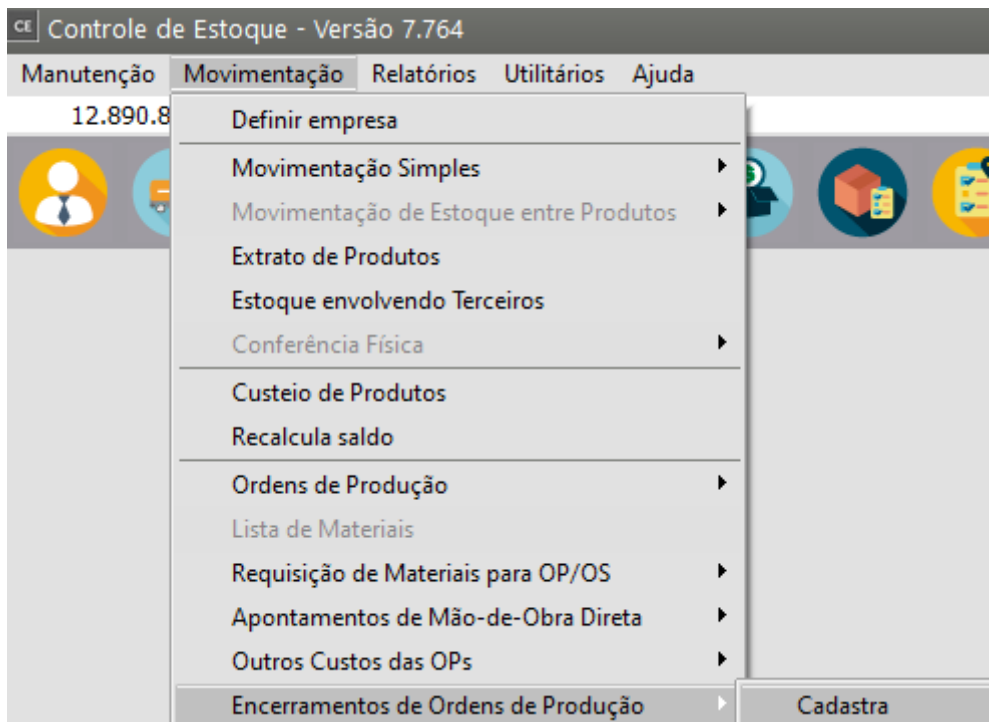 CE Controle de Estoque - Versão 7.764
Manutenção Movimentação Relatórios Utilitários Ajuda
12.890.8
Definir empresa
Movimentação Simples
Movimentação de Estoque entre Produtos
Extrato de Produtos
Estoque envolvendo Terceiros
Conferência Física
Custeio de Produtos
Recalcula saldo
Ordens de Produção
Lista de Materiais
Requisição de Materiais para OP/OS
Apontamentos de Mão-de-Obra Direta
Outros Custos das OPs
Encerramentos de Ordens de Produção Cadastra